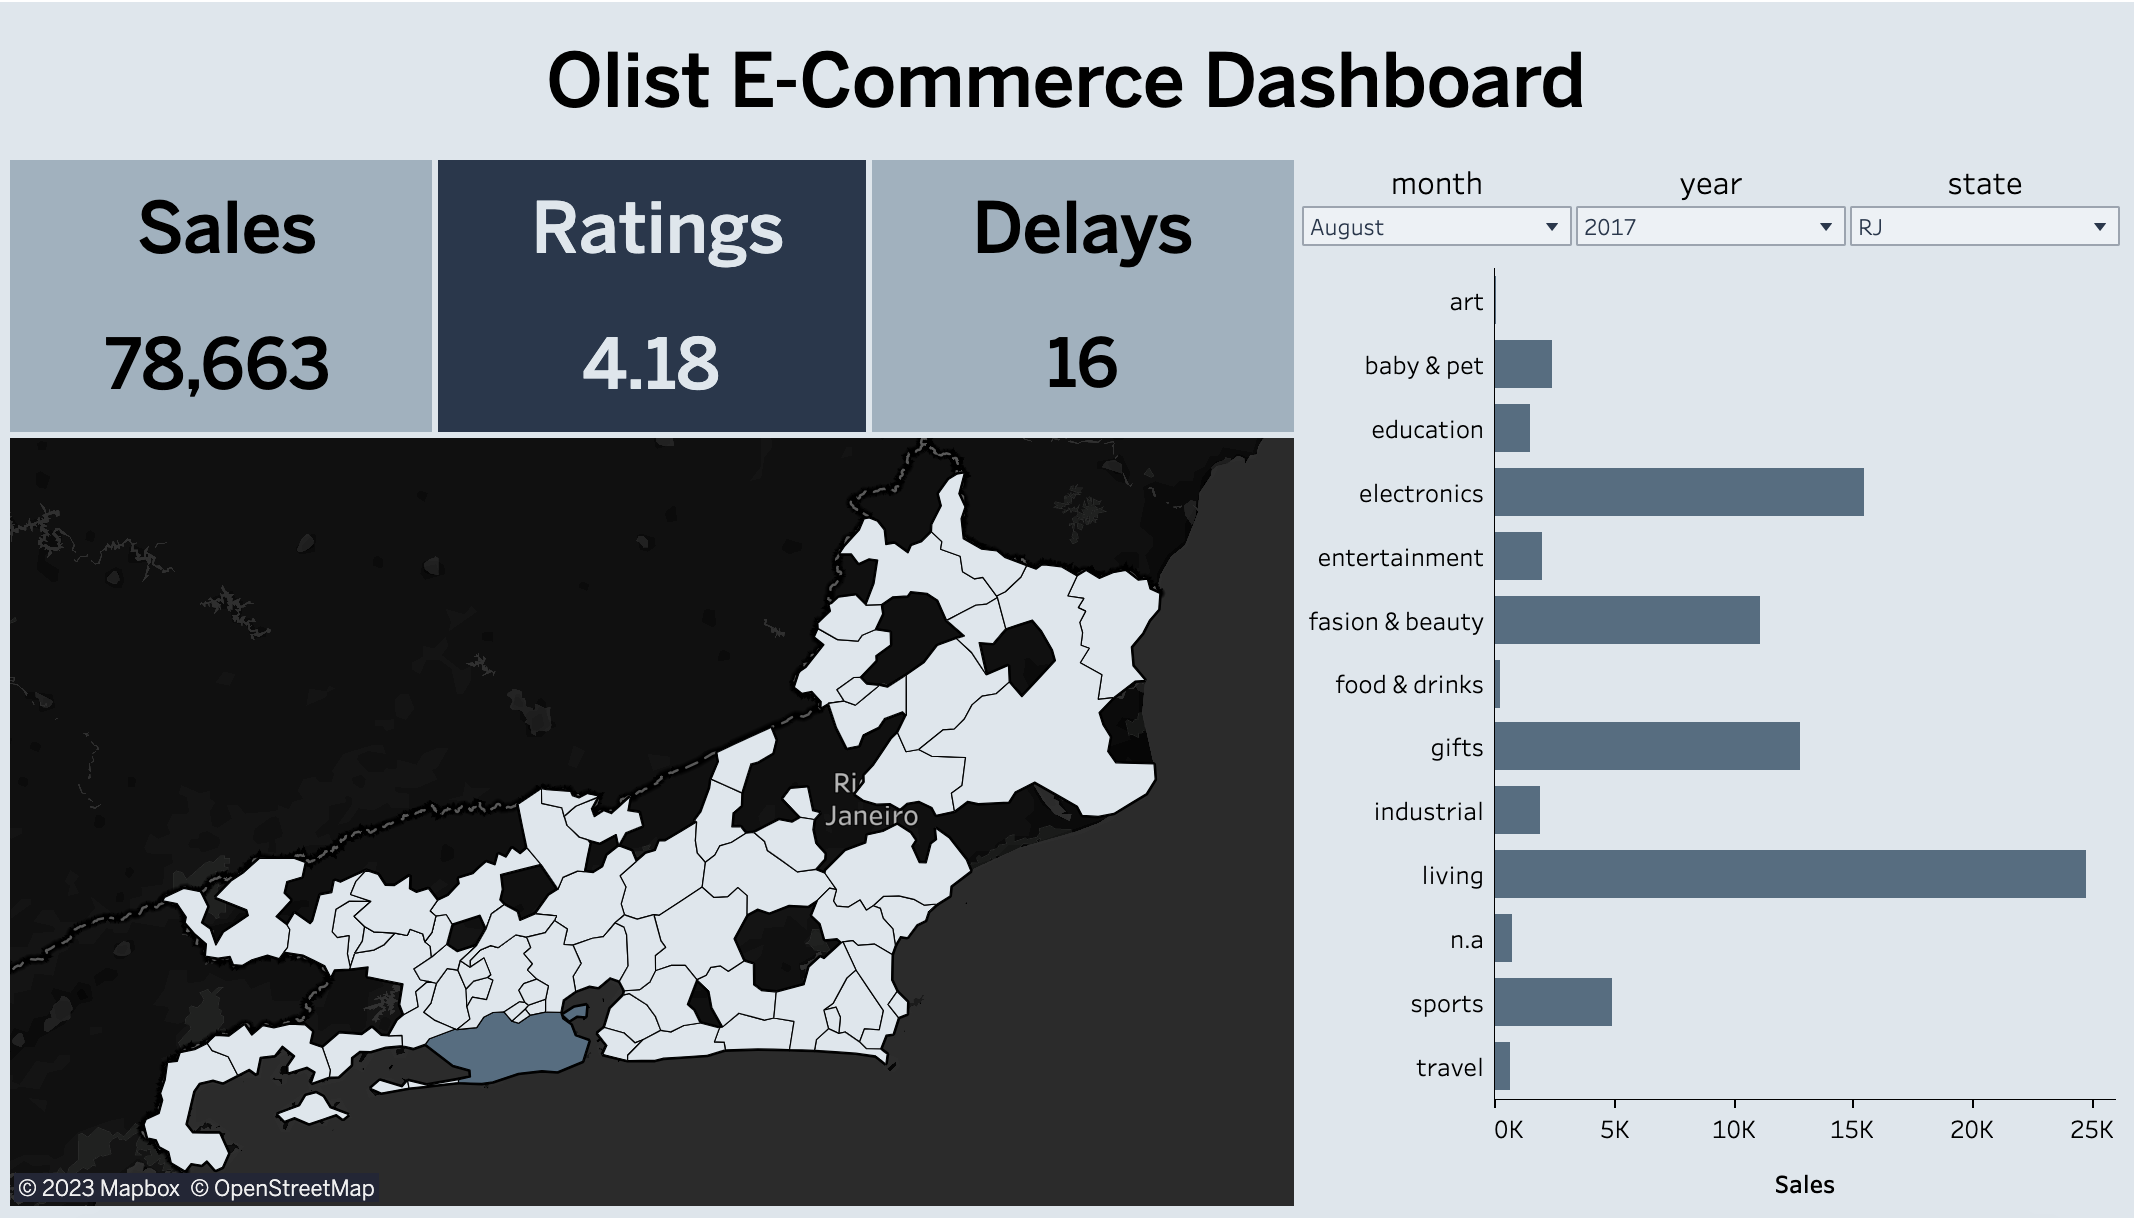 Olist E-Commerce Dashboard
Sales
78,663
Ratings
4.18
Delays
16
month
year
state
August
2017
RJ
art
baby & pet
education
electronics
entertainment
fasion & beauty
food & drinks
gifts
industrial
living
n.a
sports
travel
0K 5K 10K 15K 20K 25K
Sales
Ri
Janeiro
© 2023 Mapbox © OpenStreetMap